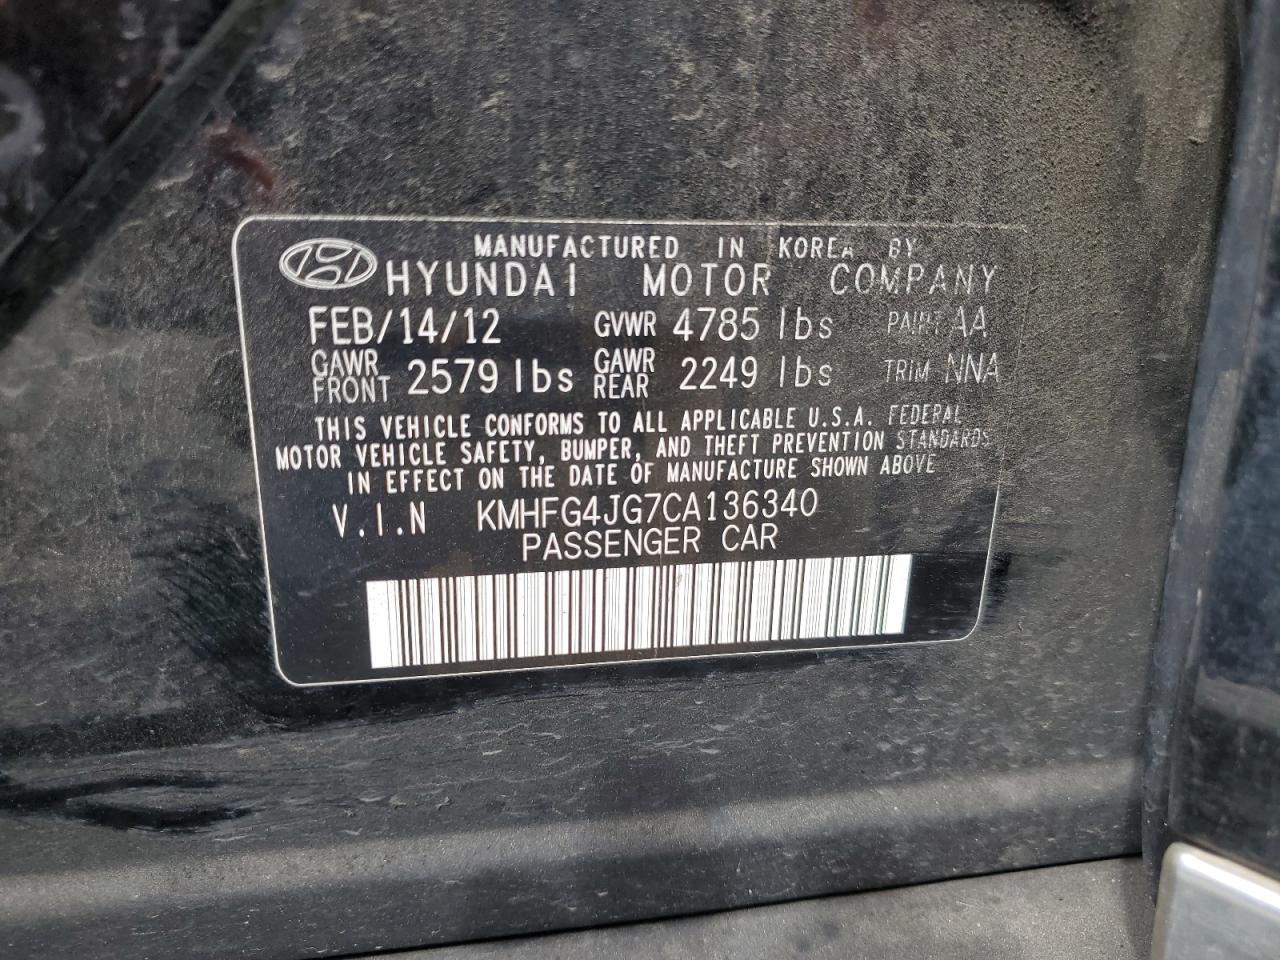 MANUFACTURED IN KOREA BY
HYUNDAI MOTOR COMPANY
FEB/14/12 GVWR 4785 lbs PAINT AA
GAWR FRONT 2579 lbs GAWR REAR 2249 lbs TRIM NNA
THIS VEHICLE CONFORMS TO ALL APPLICABLE U.S.A. FEDERAL
MOTOR VEHICLE SAFETY, BUMPER, AND THEFT PREVENTION STANDARDS
IN EFFECT ON THE DATE OF MANUFACTURE SHOWN ABOVE
V.I.N KMHFG4JG7CA136340
PASSENGER CAR